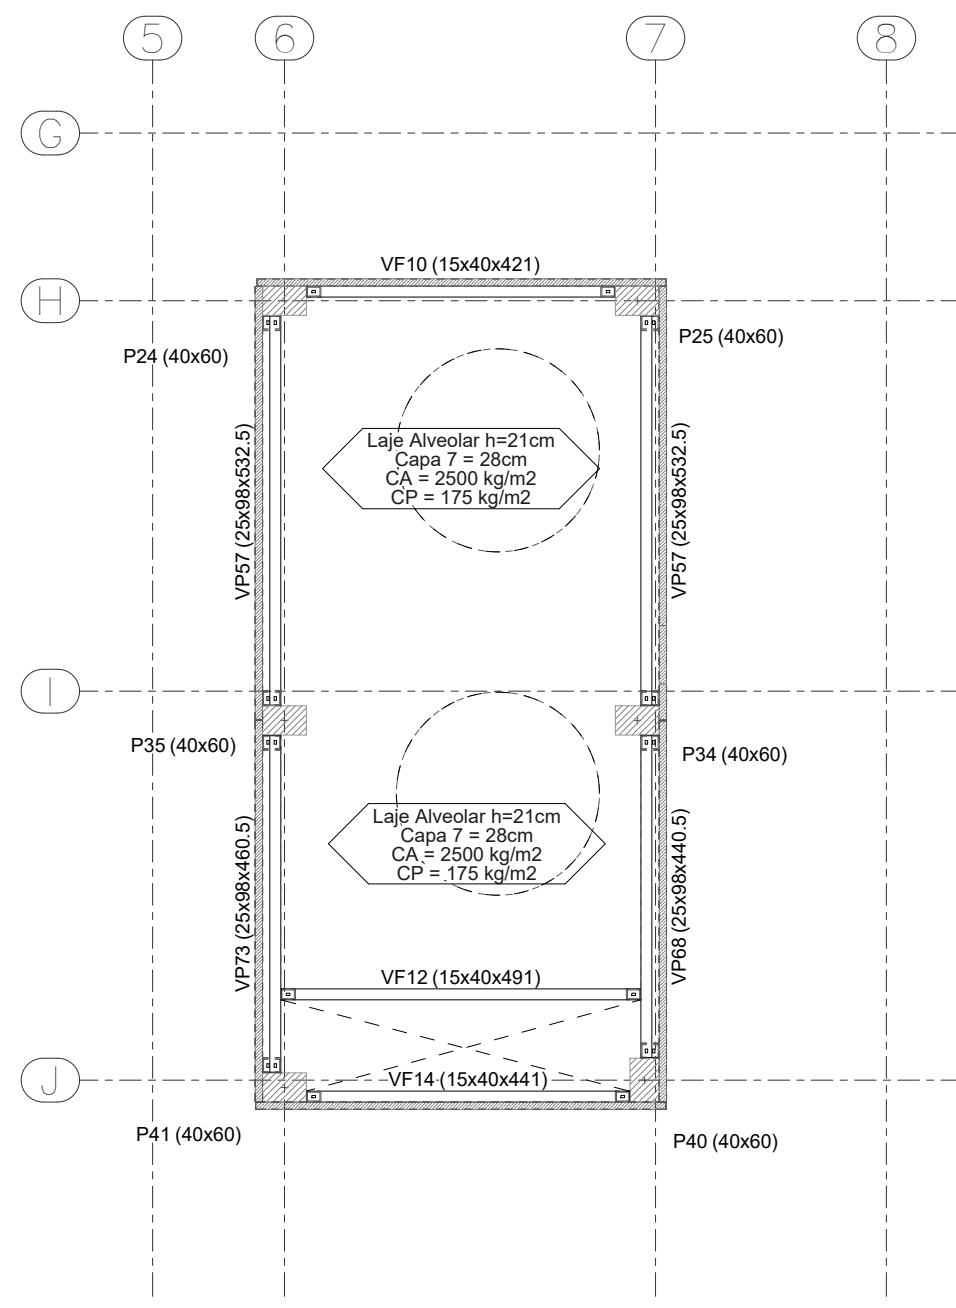 5
6
7
8
G
VF10 (15x40x421)
H
P24 (40x60)
P25 (40x60)
Laje Alveolar h=21cm
Capa 7 = 28cm
CA = 2500 kg/m2
CP = 175 kg/m2
VP57 (25x98x532.5)
VP57 (25x98x532.5)
I
P35 (40x60)
P34 (40x60)
Laje Alveolar h=21cm
Capa 7 = 28cm
CA = 2500 kg/m2
CP = 175 kg/m2
VP73 (25x98x460.5)
VP68 (25x98x440.5)
VF12 (15x40x491)
J
VF14 (15x40x441)
P41 (40x60)
P40 (40x60)